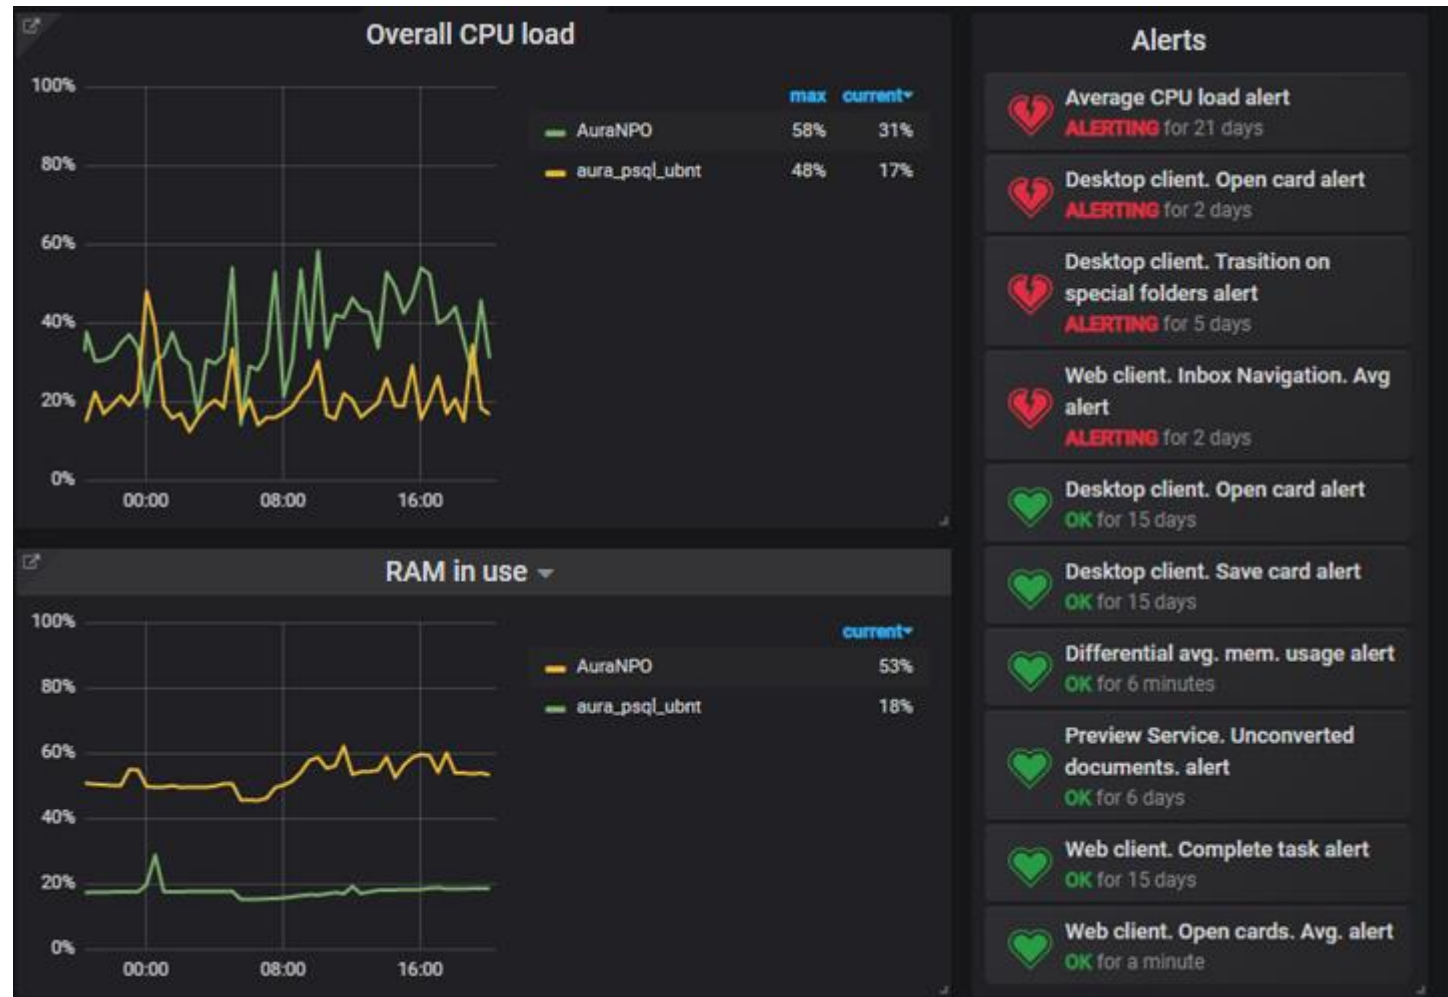 Overall CPU load
100%
80%
60%
40%
20%
0%
00:00 08:00 16:00
max current
AuraNPO 58% 31%
aura_psql_ubnt 48% 17%
RAM in use
100%
80%
60%
40%
20%
0%
00:00 08:00 16:00
current
AuraNPO 53%
aura_psql_ubnt 18%
Alerts
Average CPU load alert
ALERTING for 21 days
Desktop client. Open card alert
ALERTING for 2 days
Desktop client. Trasition on
special folders alert
ALERTING for 5 days
Web client. Inbox Navigation. Avg
alert
ALERTING for 2 days
Desktop client. Open card alert
OK for 15 days
Desktop client. Save card alert
OK for 15 days
Differential avg. mem. usage alert
OK for 6 minutes
Preview Service. Unconverted
documents. alert
OK for 6 days
Web client. Complete task alert
OK for 15 days
Web client. Open cards. Avg. alert
OK for a minute